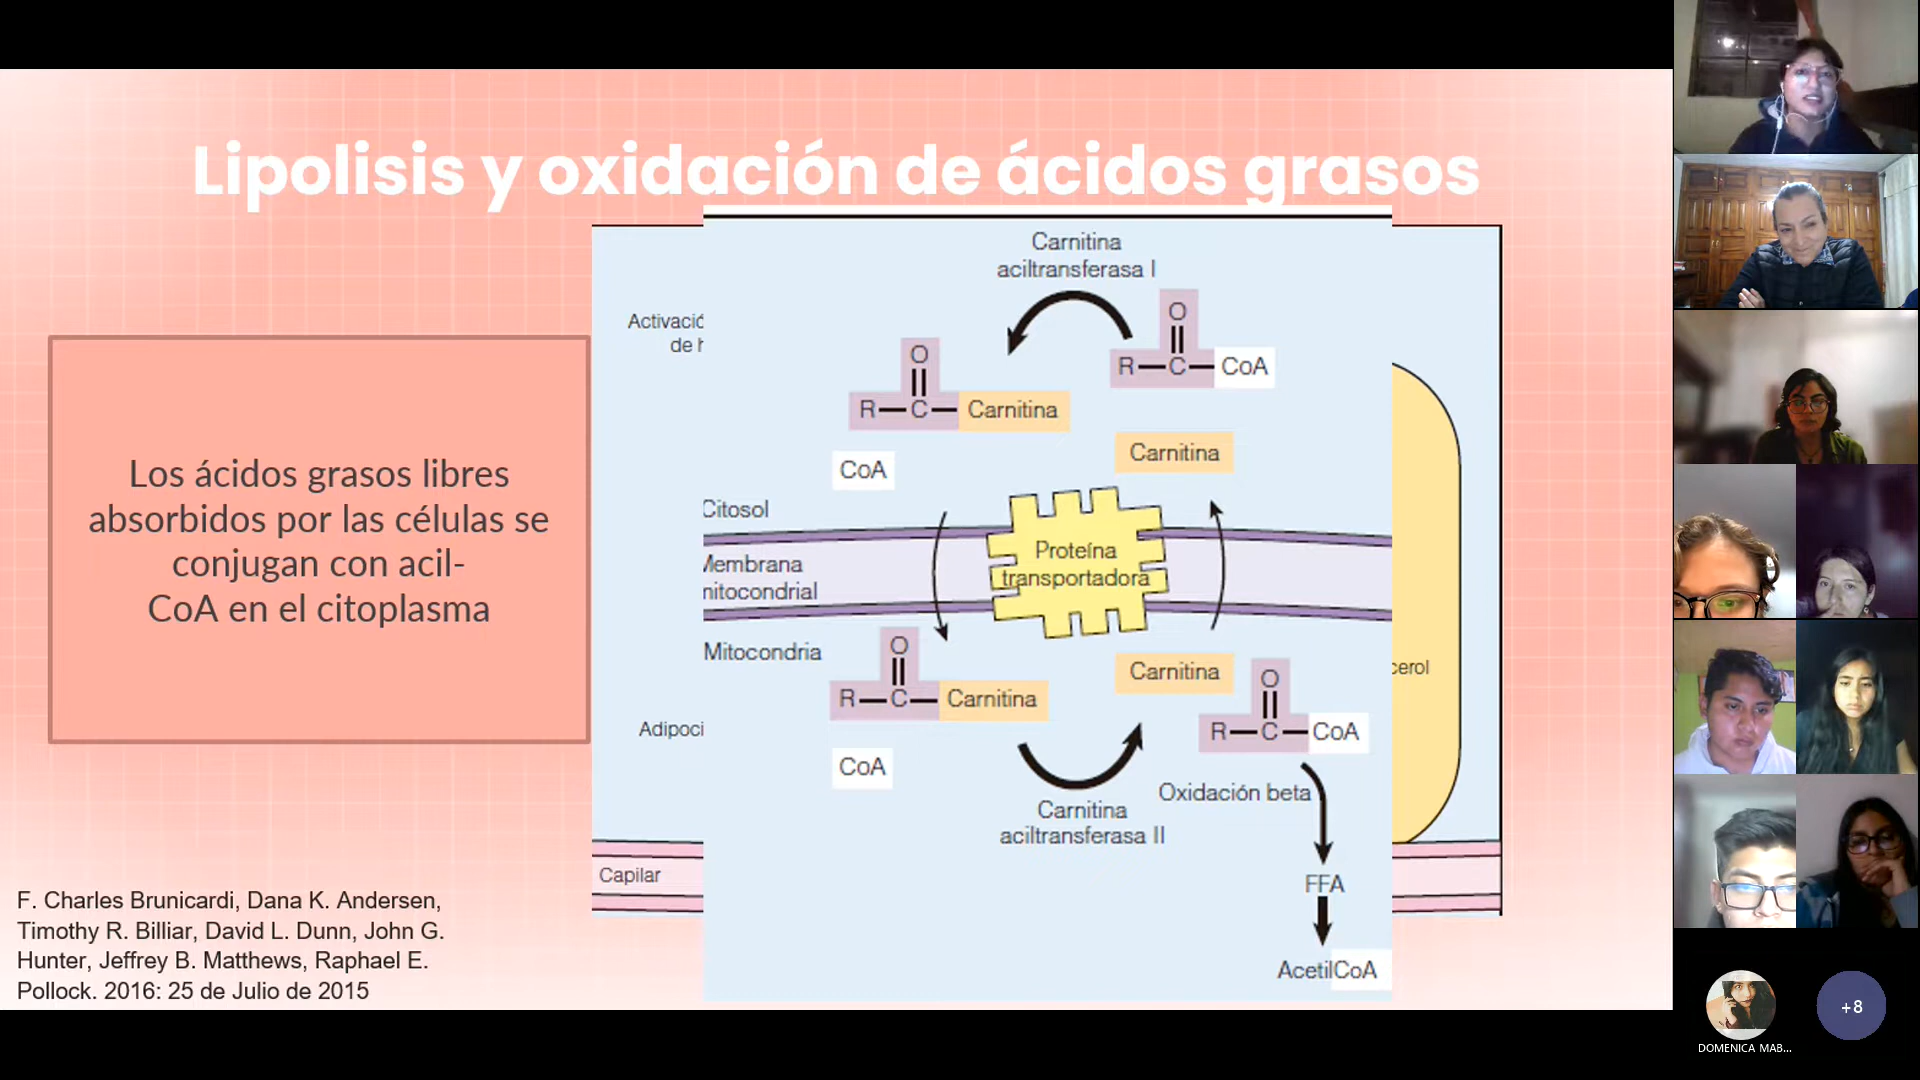 Lipolisis y oxidación de ácidos grasos
Los ácidos grasos libres
absorbidos por las células se
conjugan con acil-
CoA en el citoplasma
F. Charles Brunicardi, Dana K. Andersen,
Timothy R. Billiar, David L. Dunn, John G.
Hunter, Jeffrey B. Matthews, Raphael E.
Pollock. 2016: 25 de Julio de 2015
Activació
de h
Adipoci
Capilar
Carnitina
aciltransferasa I
O
R—C—CoA
O
R—C—Carnitina
CoA
Carnitina
Citosol
Membrana
mitocondrial
Proteína
transportadora
Mitocondria
O
R—C—Carnitina
CoA
Carnitina
O
R—C—CoA
Carnitina
aciltransferasa II
Oxidación beta
FFA
AcetilCoA
cerol
DOMENICA MAB...
+8